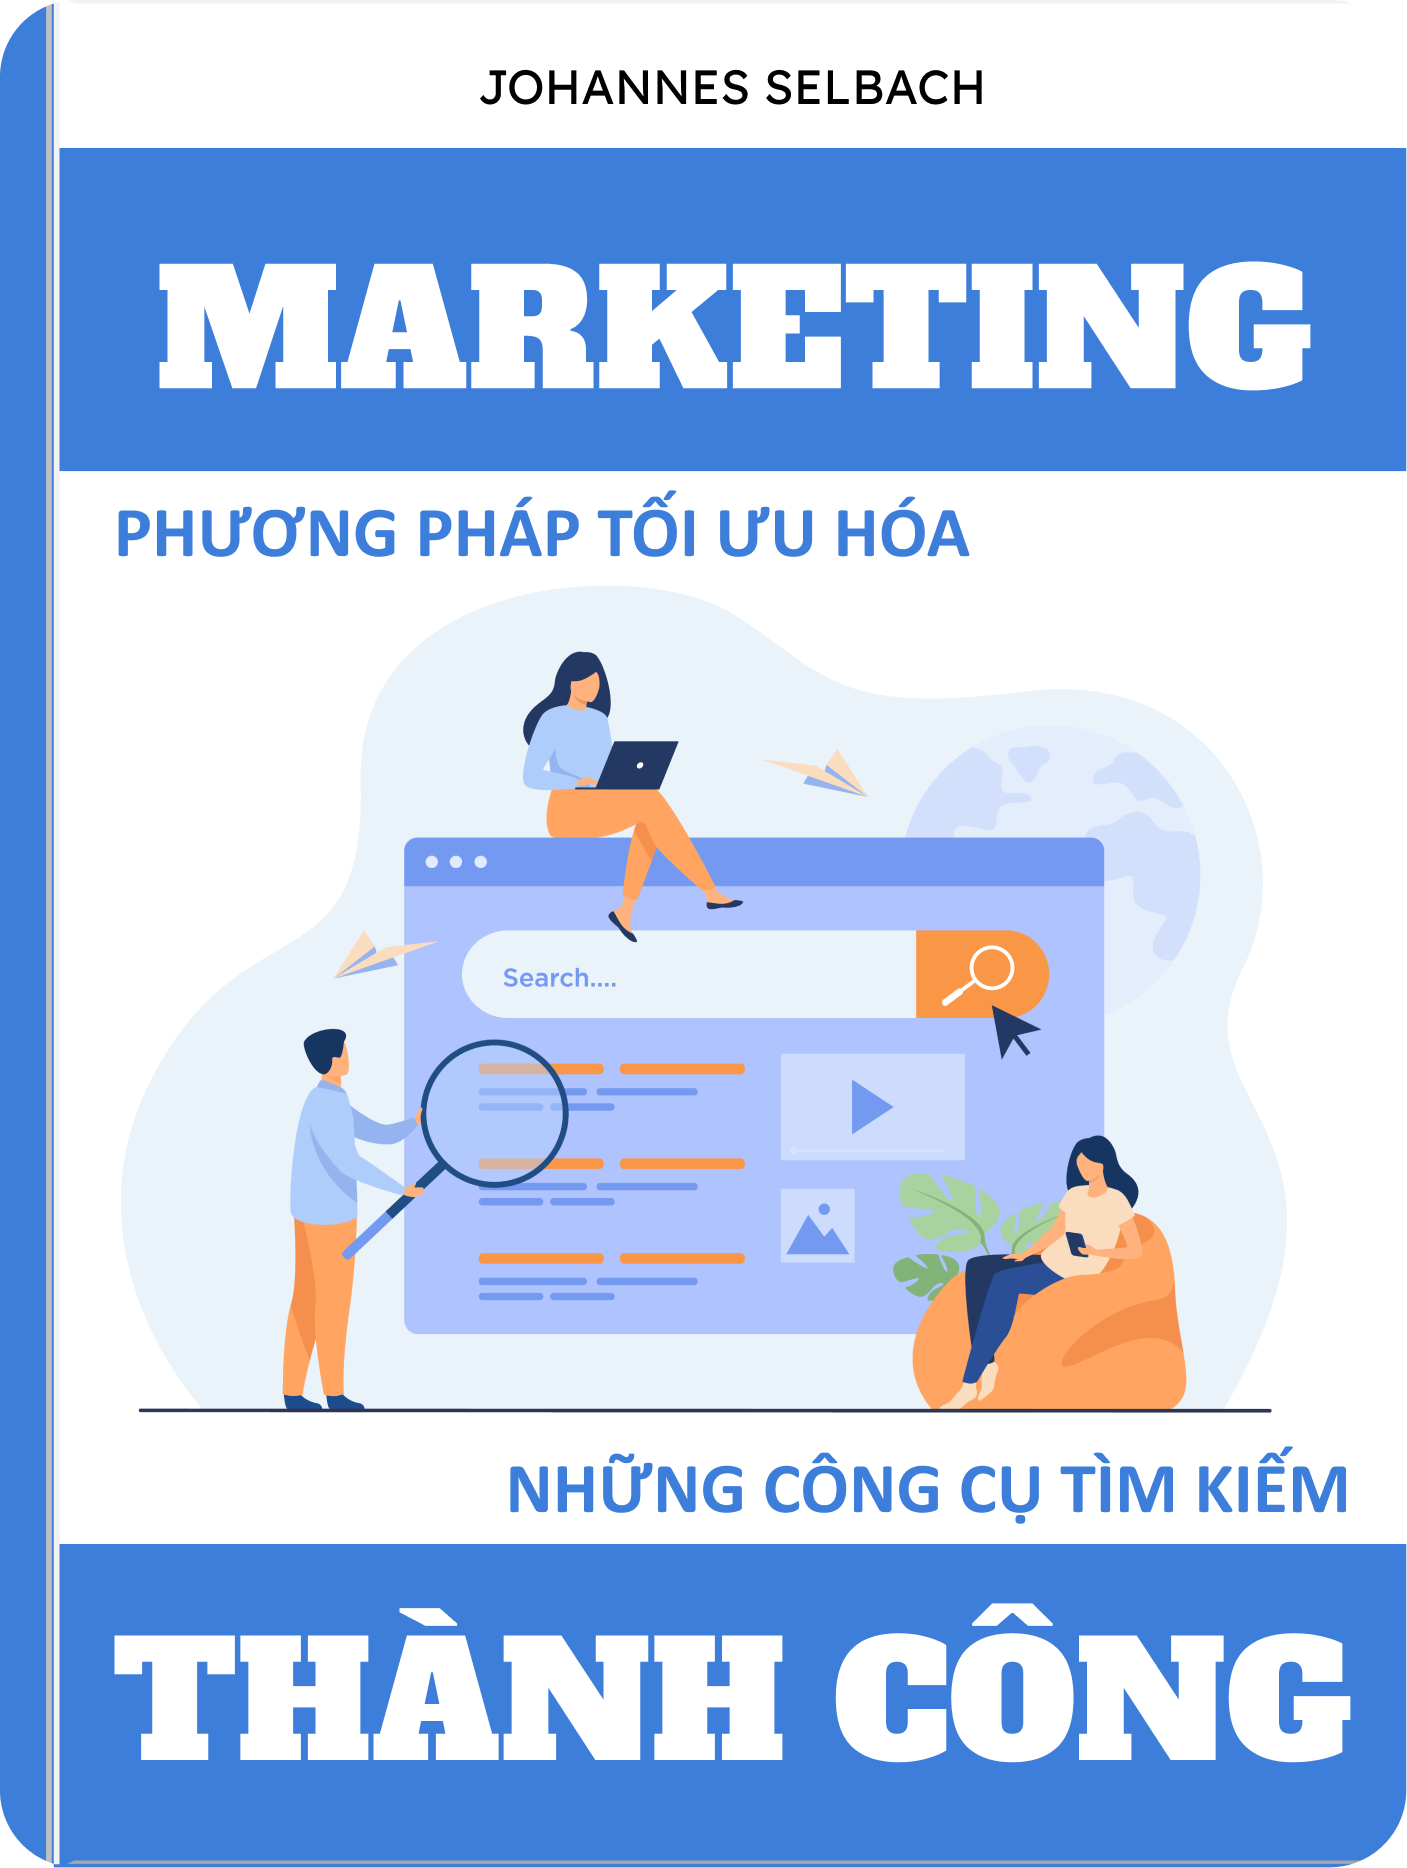 JOHANNES SELBACH
MARKETING
PHƯƠNG PHÁP TỐI ƯU HÓA
Search....
NHỮNG CÔNG CỤ TÌM KIẾM
THÀNH CÔNG